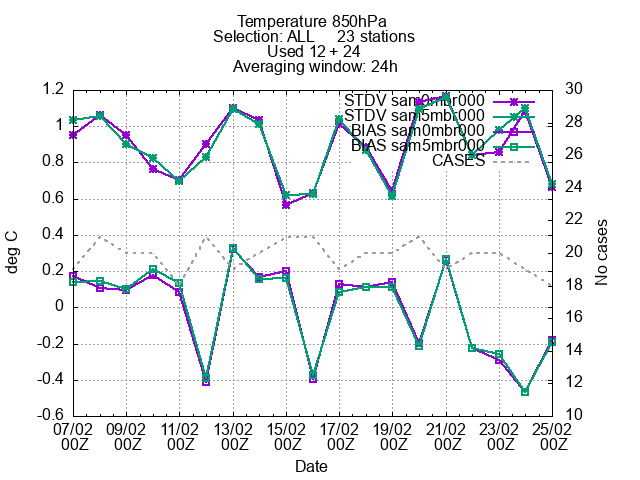 Temperature 850hPa
Selection: ALL 23 stations
Used 12 + 24
Averaging window: 24h
STDV sam0mbr000
STDV sam5mbr000
BIAS sam0mbr000
BIAS sam5mbr000
CASES
deg C
1.2
1
0.8
0.6
0.4
0.2
0
-0.2
-0.4
-0.6
30
28
26
24
22
20
18
16
14
12
10
No cases
07/02 09/02 11/02 13/02 15/02 17/02 19/02 21/02 23/02 25/02
00Z 00Z 00Z 00Z 00Z 00Z 00Z 00Z 00Z 00Z
Date